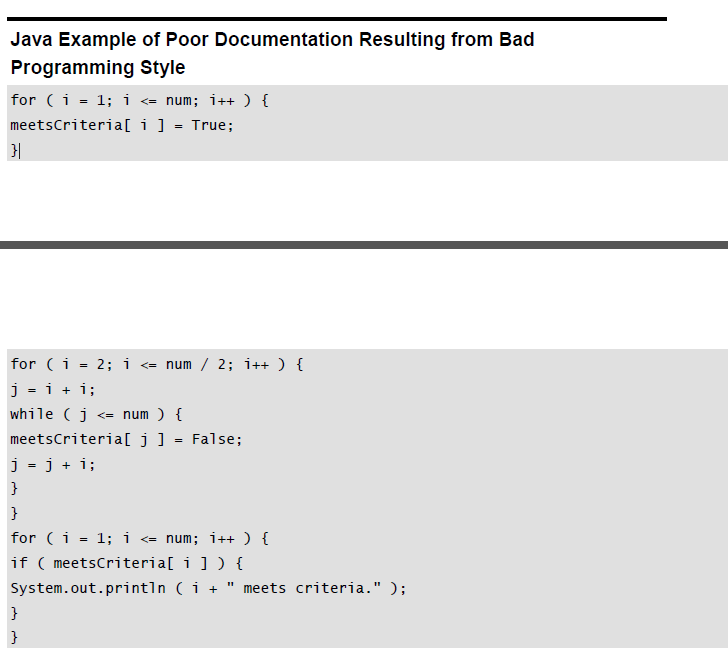 Java Example of Poor Documentation Resulting from Bad
Programming Style
for ( i = 1; i <= num; i++ ) {
meetsCriteria[ i ] = True;
}
for ( i = 2; i <= num / 2; i++ ) {
j = i + i;
while ( j <= num ) {
meetsCriteria[ j ] = False;
j = j + i;
}
}
for ( i = 1; i <= num; i++ ) {
if ( meetsCriteria[ i ] ) {
System.out.println ( i + " meets criteria." );
}
}